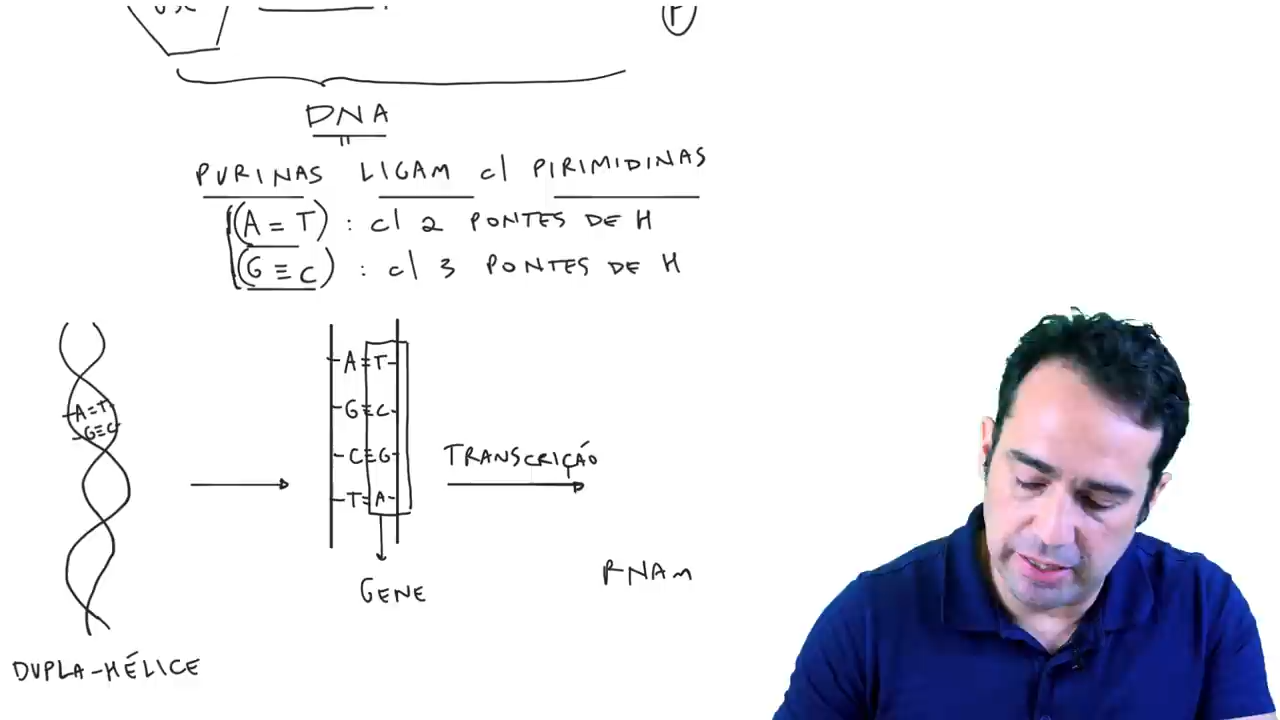 DNA
PURINAS LIGAM c/ PIRIMIDINAS
(A = T) : c/ 2 PONTES DE H
(G ≡ C) : c/ 3 PONTES DE H
A=T
G≡C
DUPLA-HÉLICE
-A=T-
-G≡C-
-C≡G-
-T=A-
GENE
TRANSCRIÇÃO
RNAm